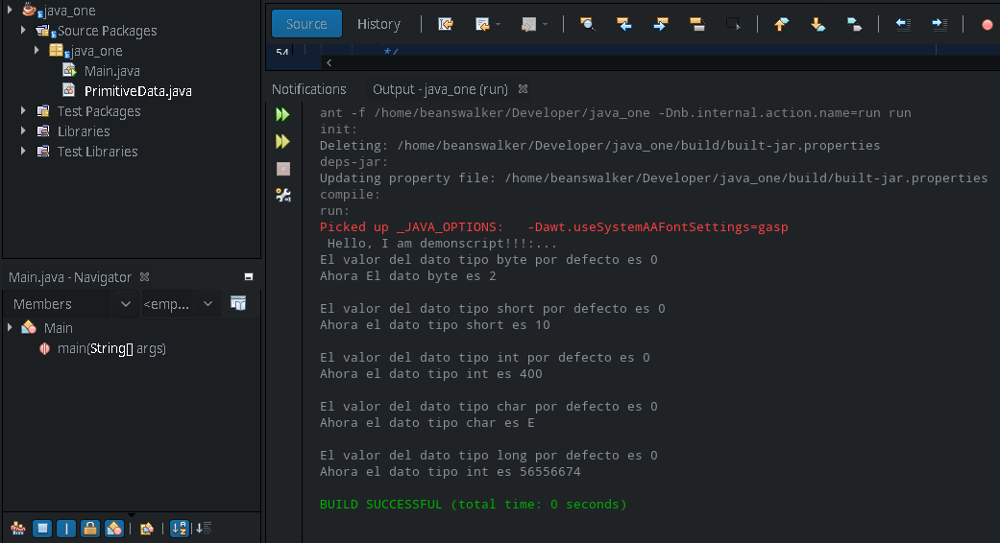 java_one
Source Packages
java_one
Main.java
PrimitiveData.java
Test Packages
Libraries
Test Libraries
Main.java - Navigator
Members
<emp...
Main
main(String[] args)
Source
History
54
*/
Notifications
Output - java_one (run)
ant -f /home/beanswalker/Developer/java_one -Dnb.internal.action.name=run run
init:
Deleting: /home/beanswalker/Developer/java_one/build/built-jar.properties
deps-jar:
Updating property file: /home/beanswalker/Developer/java_one/build/built-jar.properties
compile:
run:
Picked up _JAVA_OPTIONS:   -Dawt.useSystemAAFontSettings=gasp
Hello, I am demonscript!!!:...
El valor del dato tipo byte por defecto es 0
Ahora El dato byte es 2
El valor del dato tipo short por defecto es 0
Ahora el dato tipo short es 10
El valor del dato tipo int por defecto es 0
Ahora el dato tipo int es 400
El valor del dato tipo char por defecto es 0
Ahora el dato tipo char es E
El valor del dato tipo long por defecto es 0
Ahora el dato tipo int es 56556674
BUILD SUCCESSFUL (total time: 0 seconds)